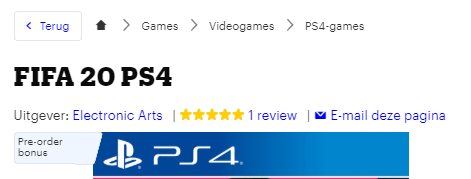 Terug Games Videogames PS4-games
FIFA 20 PS4
Uitgever: Electronic Arts | 1 review | E-mail deze pagina
Pre-order
bonus
PS4